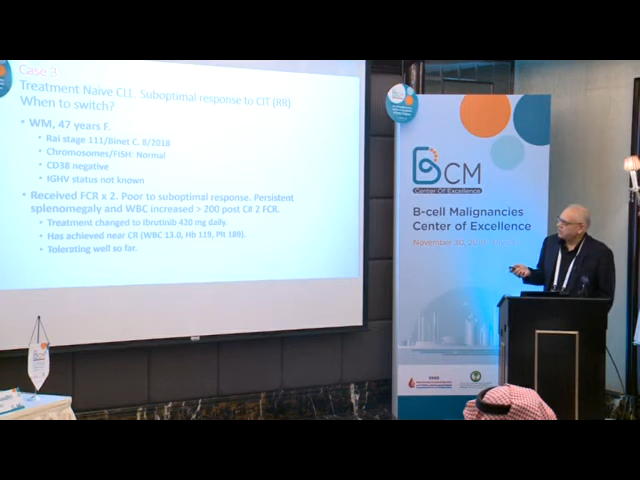 Case 3
Treatment Naive CLL. Suboptimal response to CIT (RR)
When to switch?
• WM, 47 years F.
• Rai stage 111/Binet C. 8/2018
• Chromosomes/FISH: Normal
• CD38 negative
• IGHV status not known
• Received FCR x 2. Poor to suboptimal response. Persistent
splenomegaly and WBC increased > 200 post C# 2 FCR.
• Treatment changed to Ibrutinib 420 mg daily.
• Has achieved near CR (WBC 13.0, Hb 119, Plt 189).
• Tolerating well so far.
BCM
Center Of Excellence
B-cell Malignancies
Center of Excellence
November 30,